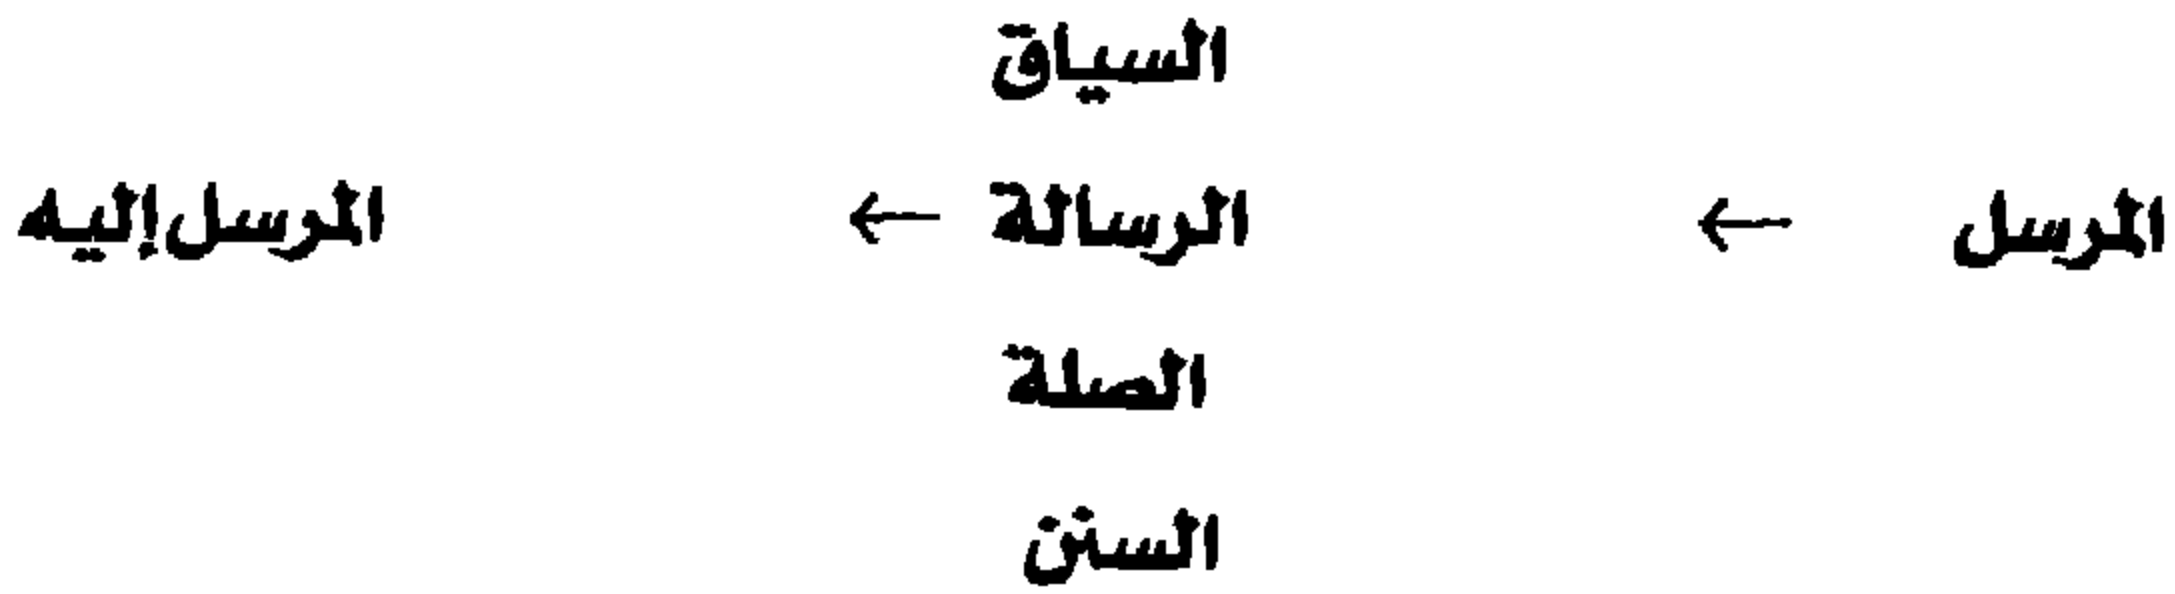 السياق
المرسل ← الرسالة ← المرسل إليه
الصلة
السنن